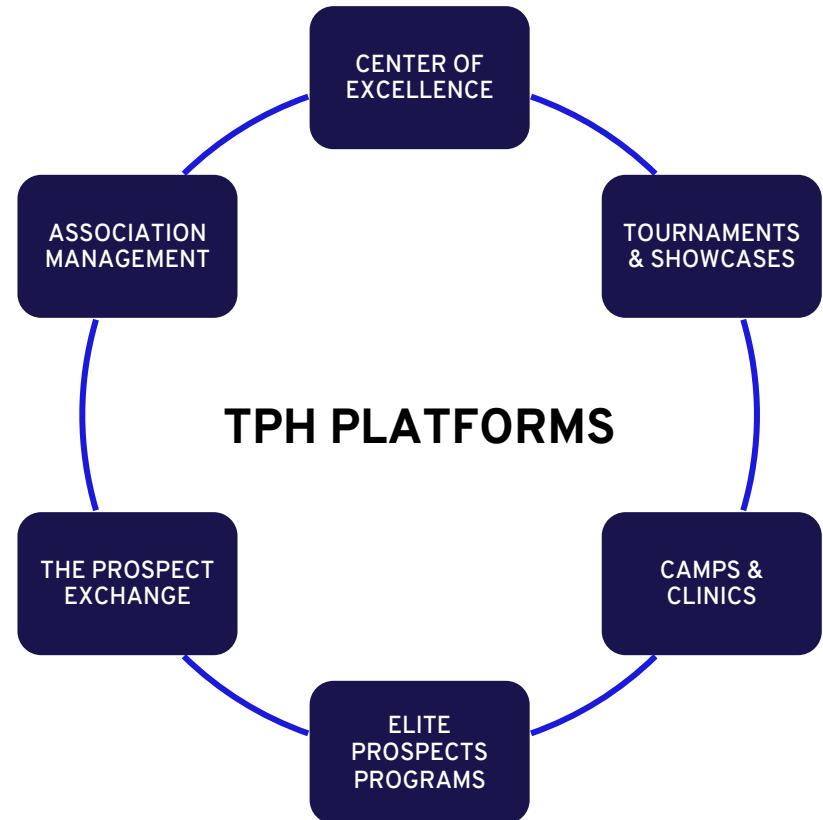 CENTER OF
EXCELLENCE
ASSOCIATION
MANAGEMENT
TOURNAMENTS
& SHOWCASES
TPH PLATFORMS
THE PROSPECT
EXCHANGE
CAMPS &
CLINICS
ELITE
PROSPECTS
PROGRAMS